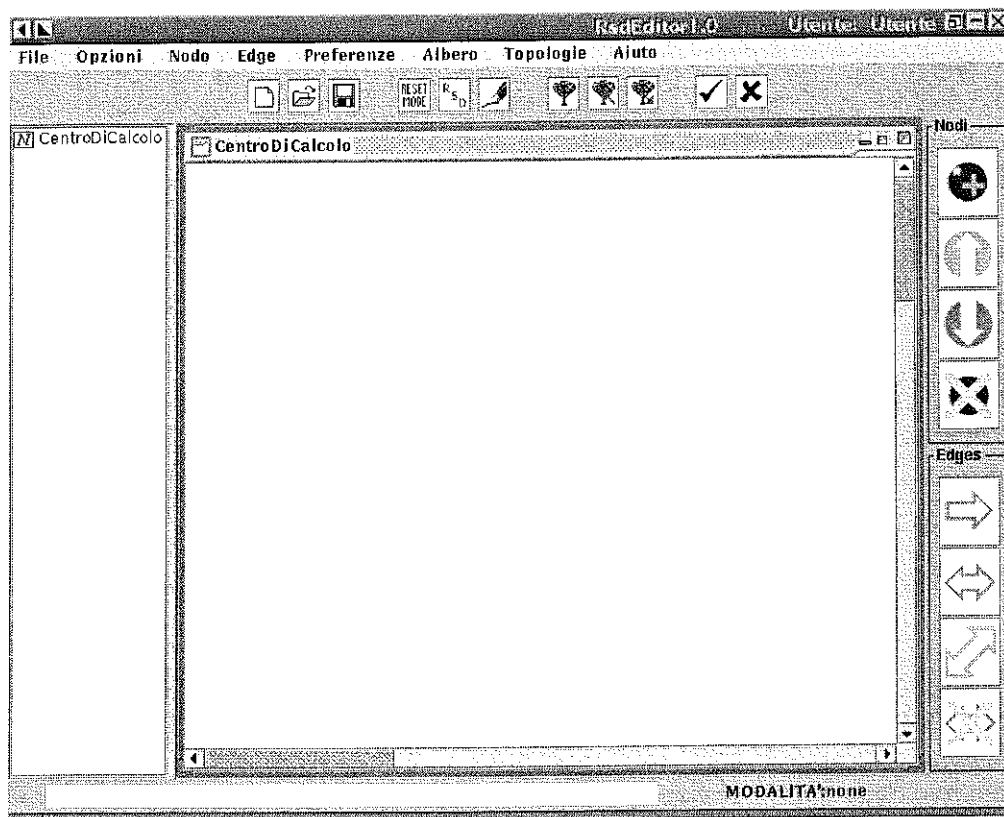 RedEditor1.0 Utente: Utente
File Opzioni Nodo Edge Preferenze Albero Topologie Aiuto
RESET MODE R S D
N CentroDiCalcolo
CentroDiCalcolo
Nodi
Edges
MODALITA':none